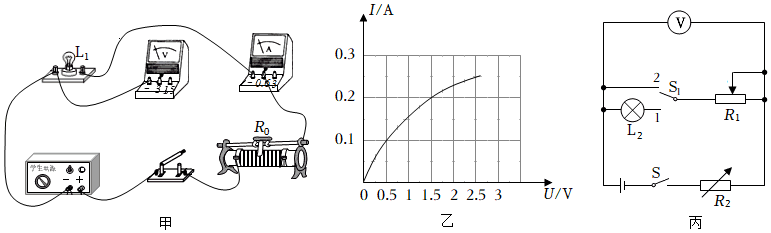 L₁
V
- 3 15
A
- 0.6 3
R₀
学生电源
- +
甲
I/A
0.3
0.2
0.1
0 0.5 1 1.5 2 2.5 3 U/V
乙
V
2 S₁
R₁
L₂ 1
S
R₂
丙